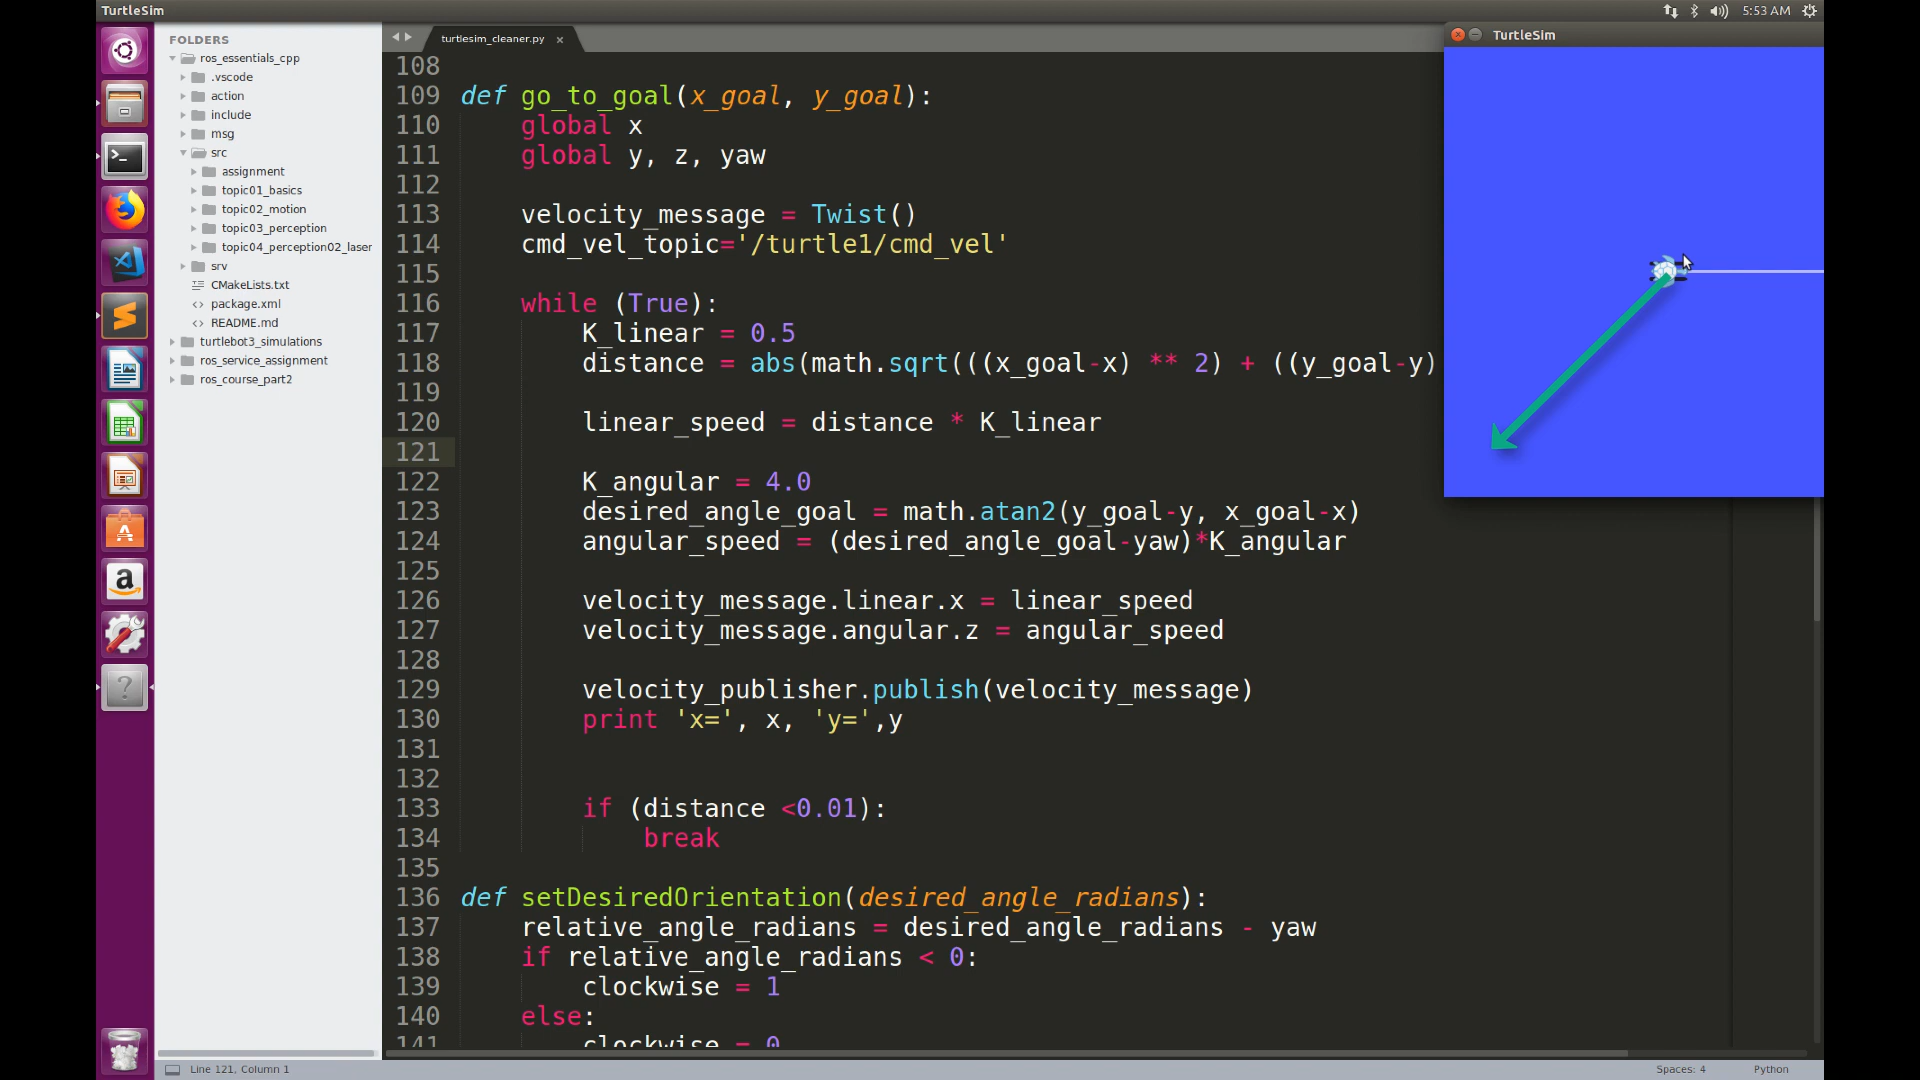 TurtleSim
5:53 AM
FOLDERS
ros_essentials_cpp
.vscode
action
include
msg
src
assignment
topic01_basics
topic02_motion
topic03_perception
topic04_perception02_laser
srv
CMakeLists.txt
package.xml
README.md
turtlebot3_simulations
ros_service_assignment
ros_course_part2
turtlesim_cleaner.py
108
109 def go_to_goal(x_goal, y_goal):
110 global x
111 global y, z, yaw
112
113 velocity_message = Twist()
114 cmd_vel_topic='/turtle1/cmd_vel'
115
116 while (True):
117 K_linear = 0.5
118 distance = abs(math.sqrt(((x_goal-x) ** 2) + ((y_goal-y)
119
120 linear_speed = distance * K_linear
121
122 K_angular = 4.0
123 desired_angle_goal = math.atan2(y_goal-y, x_goal-x)
124 angular_speed = (desired_angle_goal-yaw)*K_angular
125
126 velocity_message.linear.x = linear_speed
127 velocity_message.angular.z = angular_speed
128
129 velocity_publisher.publish(velocity_message)
130 print 'x=', x, 'y=',y
131
132
133 if (distance <0.01):
134 break
135
136 def setDesiredOrientation(desired_angle_radians):
137 relative_angle_radians = desired_angle_radians - yaw
138 if relative_angle_radians < 0:
139 clockwise = 1
140 else:
141 clockwise = 0
TurtleSim
Line 121, Column 1
Spaces: 4
Python